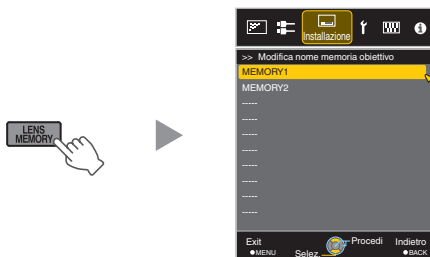 LENS
MEMORY
Installazione
>> Modifica nome memoria obiettivo
MEMORY1
MEMORY2
-----
-----
-----
-----
-----
-----
-----
-----
Exit
●MENU
Selez.
Procedi
Indietro
●BACK